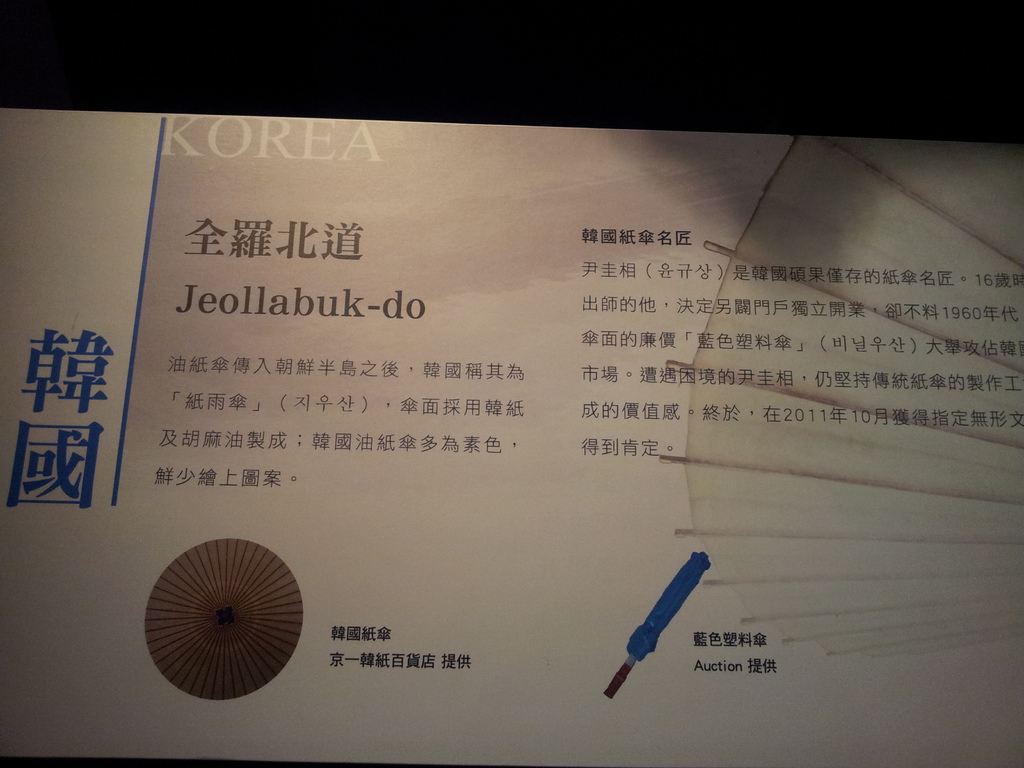 KOREA
韓國
全羅北道
Jeollabuk-do
油紙傘傳入朝鮮半島之後，韓國稱其為
「紙雨傘」（지우산），傘面採用韓紙
及胡麻油製成；韓國油紙傘多為素色，
鮮少繪上圖案。
韓國紙傘名匠
尹圭相（윤규상）是韓國碩果僅存的紙傘名匠。16歲時
出師的他，決定另闢門戶獨立開業，卻不料1960年代
傘面的廉價「藍色塑料傘」（비닐우산）大舉攻佔韓國
市場。遭遇困境的尹圭相，仍堅持傳統紙傘的製作工
成的價值感。終於，在2011年10月獲得指定無形文
得到肯定。
韓國紙傘
京一韓紙百貨店 提供
藍色塑料傘
Auction 提供